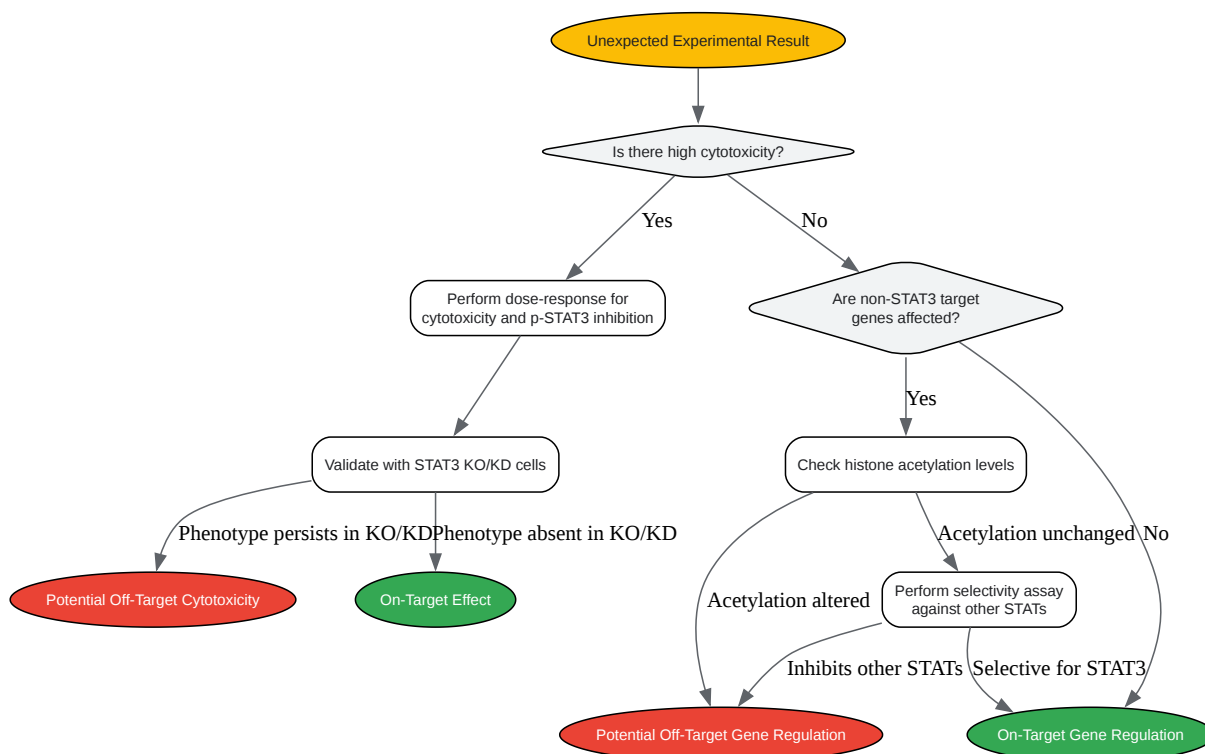 Unexpected Experimental Result
Is there high cytotoxicity?
Yes
No
Perform dose-response for
cytotoxicity and p-STAT3 inhibition
Are non-STAT3 target
genes affected?
Yes
Validate with STAT3 KO/KD cells
Check histone acetylation levels
Phenotype persists in KO/KD
Phenotype absent in KO/KD
Acetylation unchanged
No
Potential Off-Target Cytotoxicity
On-Target Effect
Acetylation altered
Perform selectivity assay
against other STATs
Inhibits other STATs
Selective for STAT3
Potential Off-Target Gene Regulation
On-Target Gene Regulation